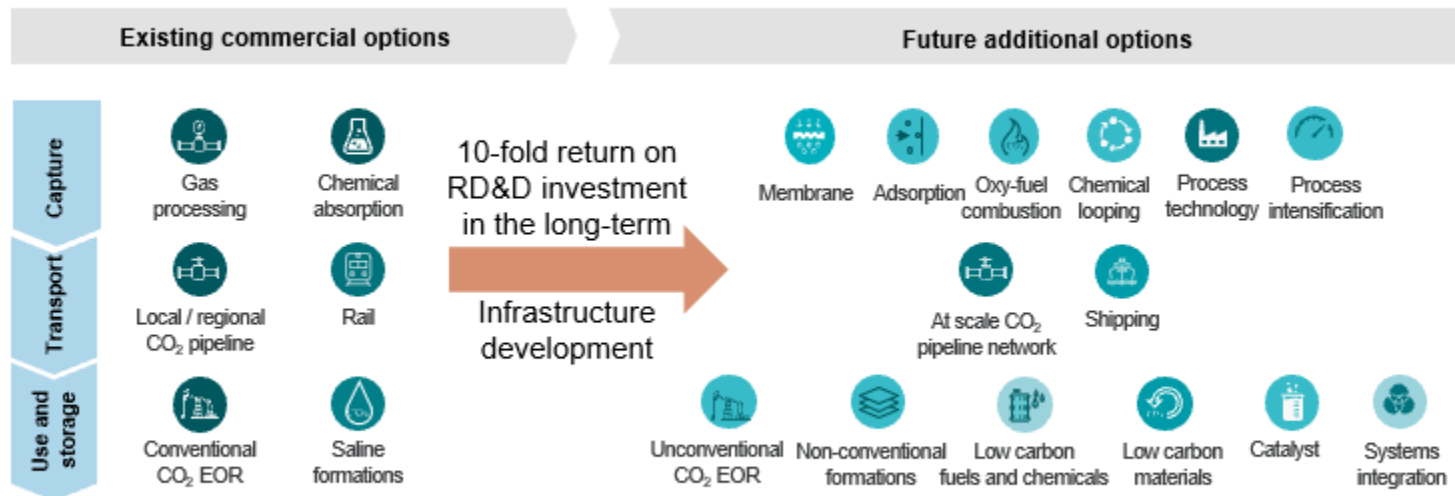 Existing commercial options
Future additional options
Capture
Gas
processing
Chemical
absorption
10-fold return on
RD&D investment
in the long-term
Membrane
Adsorption
Oxy-fuel
combustion
Chemical
looping
Process
technology
Process
intensification
Transport
Local / regional
CO₂ pipeline
Rail
Infrastructure
development
At scale CO₂
pipeline network
Shipping
Use and
storage
Conventional
CO₂ EOR
Saline
formations
Unconventional
CO₂ EOR
Non-conventional
formations
Low carbon
fuels and chemicals
Low carbon
materials
Catalyst
Systems
integration